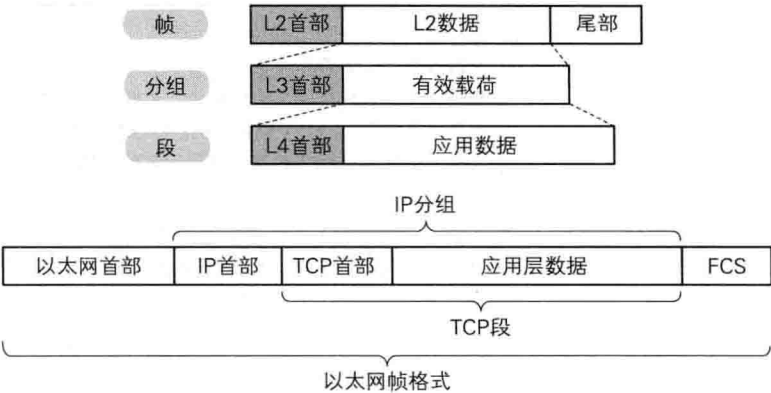 帧 L2首部 L2数据 尾部
分组 L3首部 有效载荷
段 L4首部 应用数据
IP分组
以太网首部 IP首部 TCP首部 应用层数据 FCS
TCP段
以太网帧格式